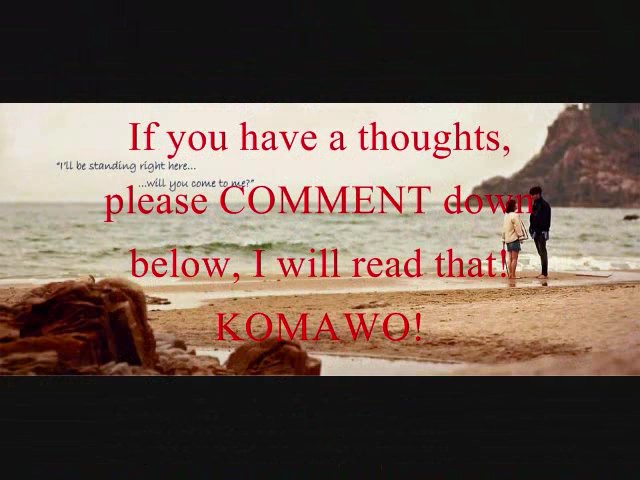 If you have a thoughts,
"I'll be standing right here...
...will you come to me?"
please COMMENT down
below, I will read that!
KOMAWO!